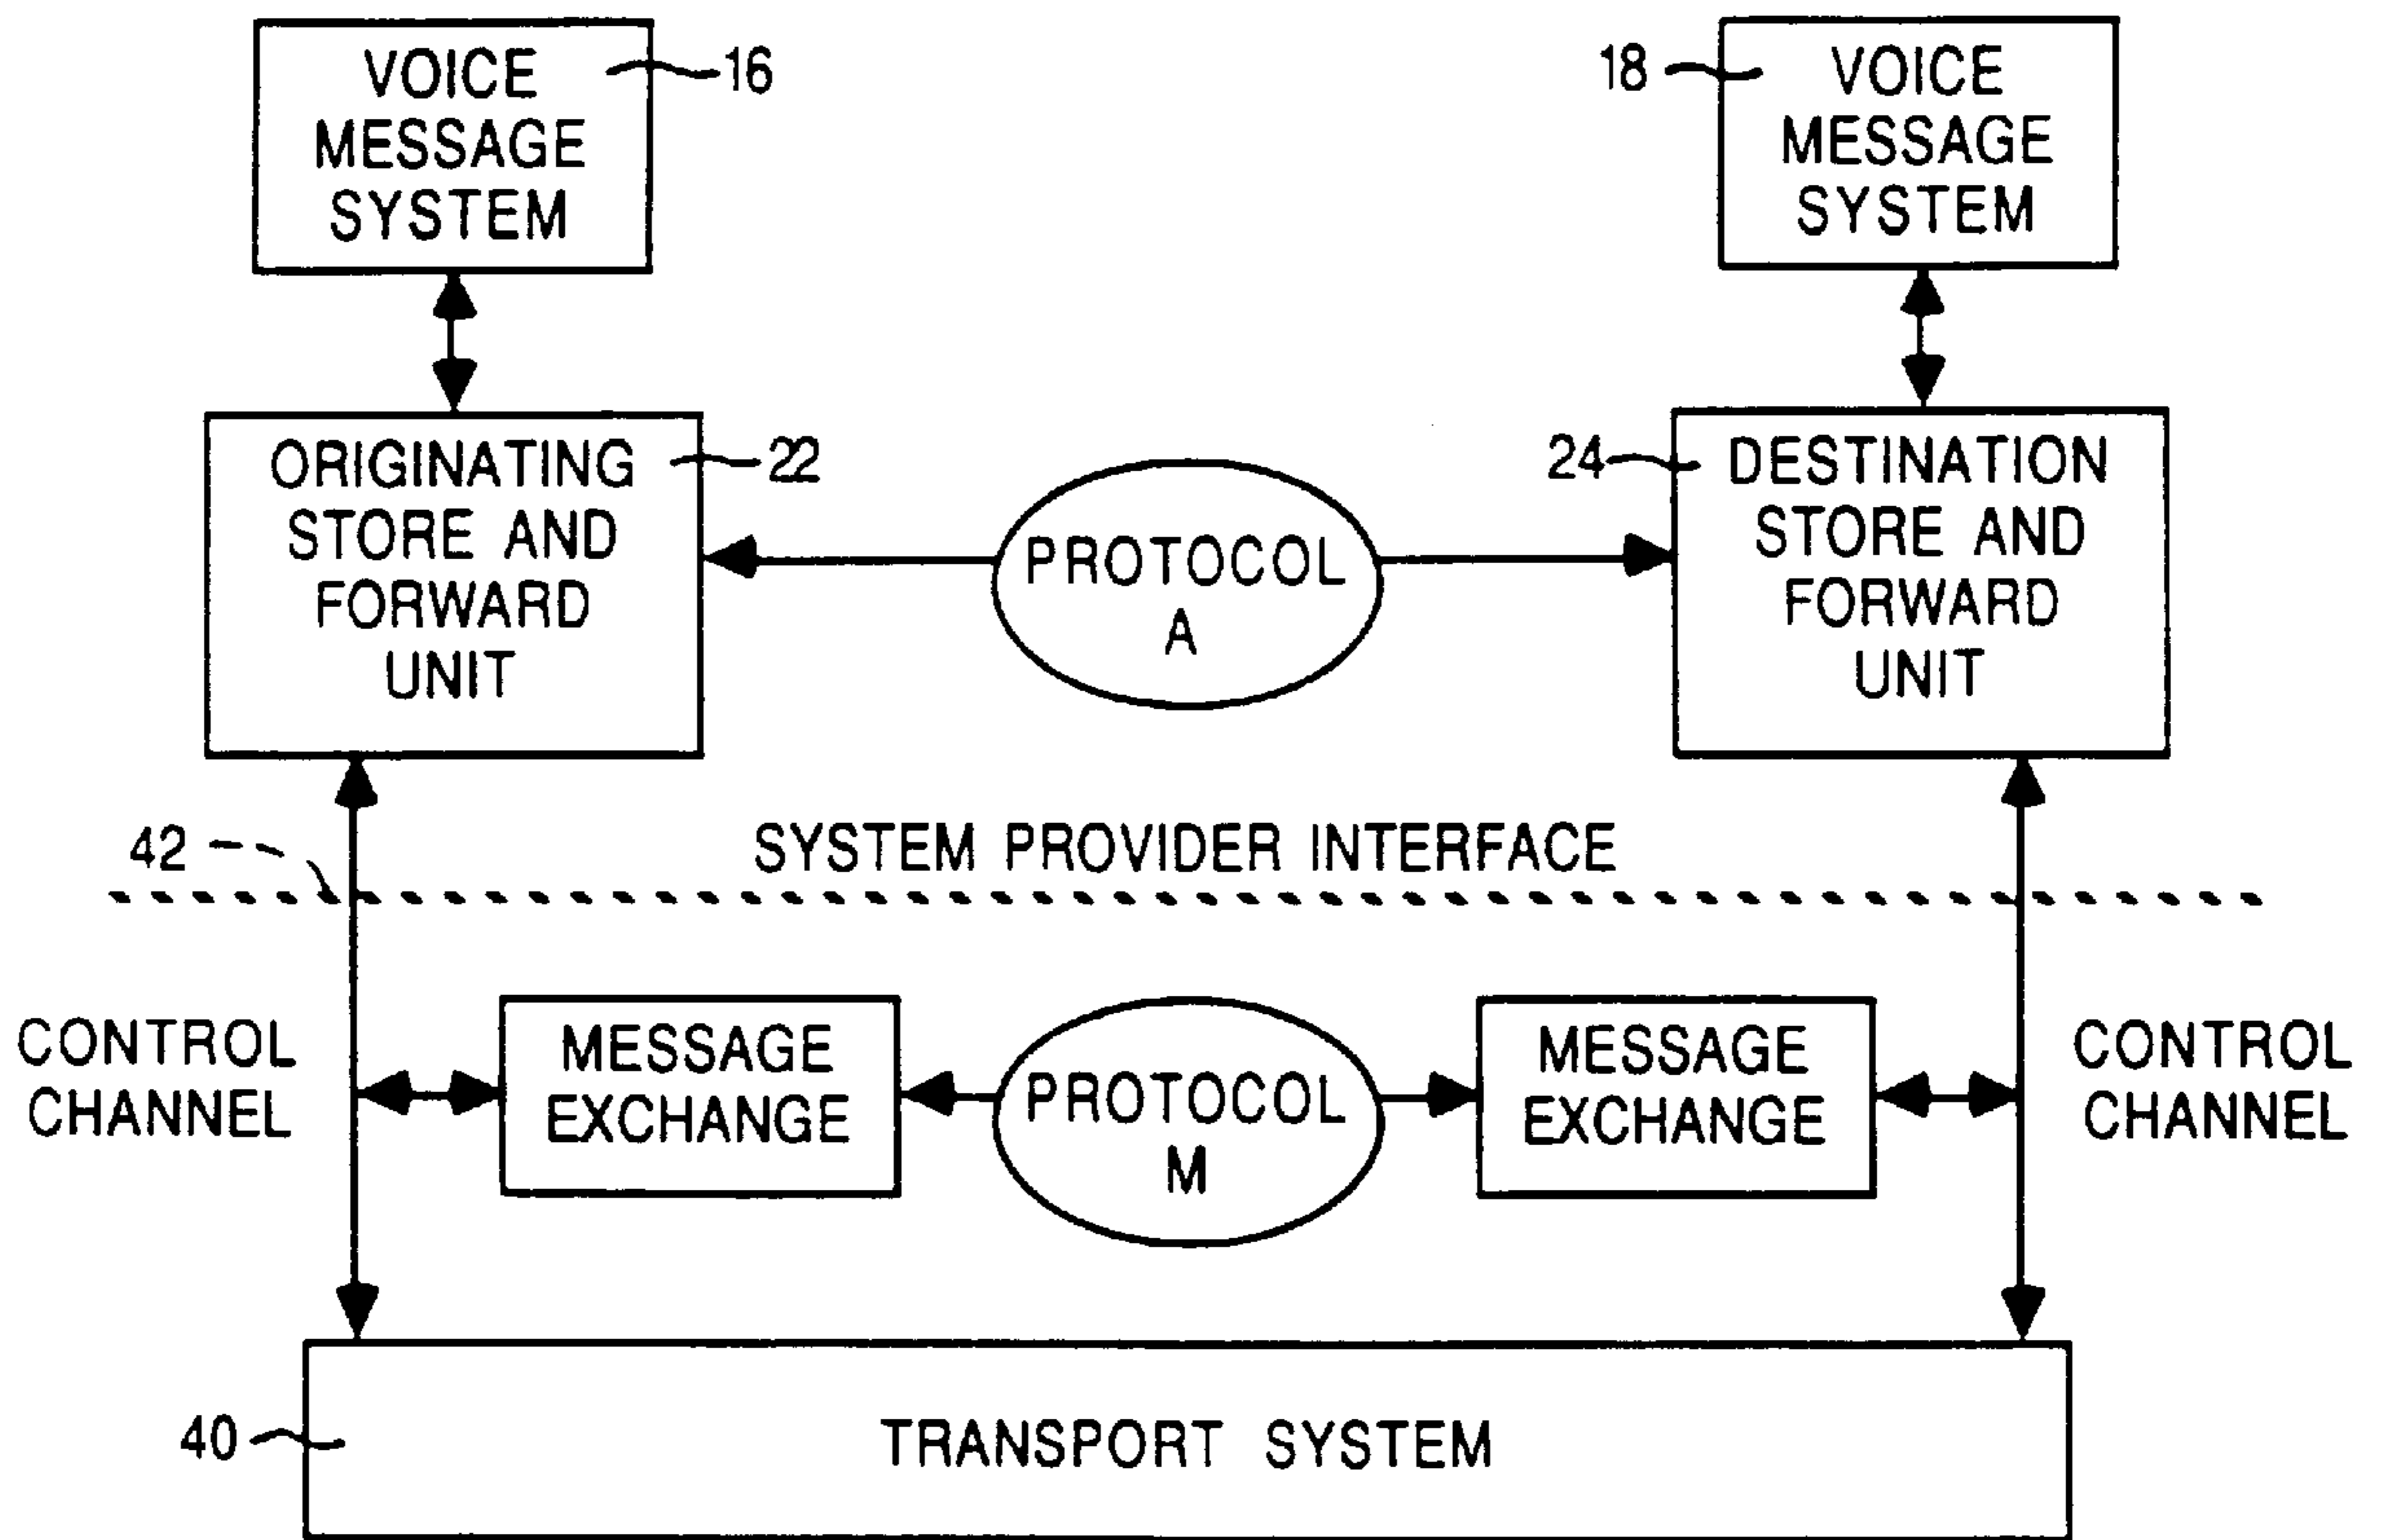 VOICE
MESSAGE
SYSTEM
16
18
VOICE
MESSAGE
SYSTEM
ORIGINATING
STORE AND
FORWARD
UNIT
22
PROTOCOL
A
24
DESTINATION
STORE AND
FORWARD
UNIT
42
SYSTEM PROVIDER INTERFACE
CONTROL
CHANNEL
MESSAGE
EXCHANGE
PROTOCOL
M
MESSAGE
EXCHANGE
CONTROL
CHANNEL
40
TRANSPORT SYSTEM